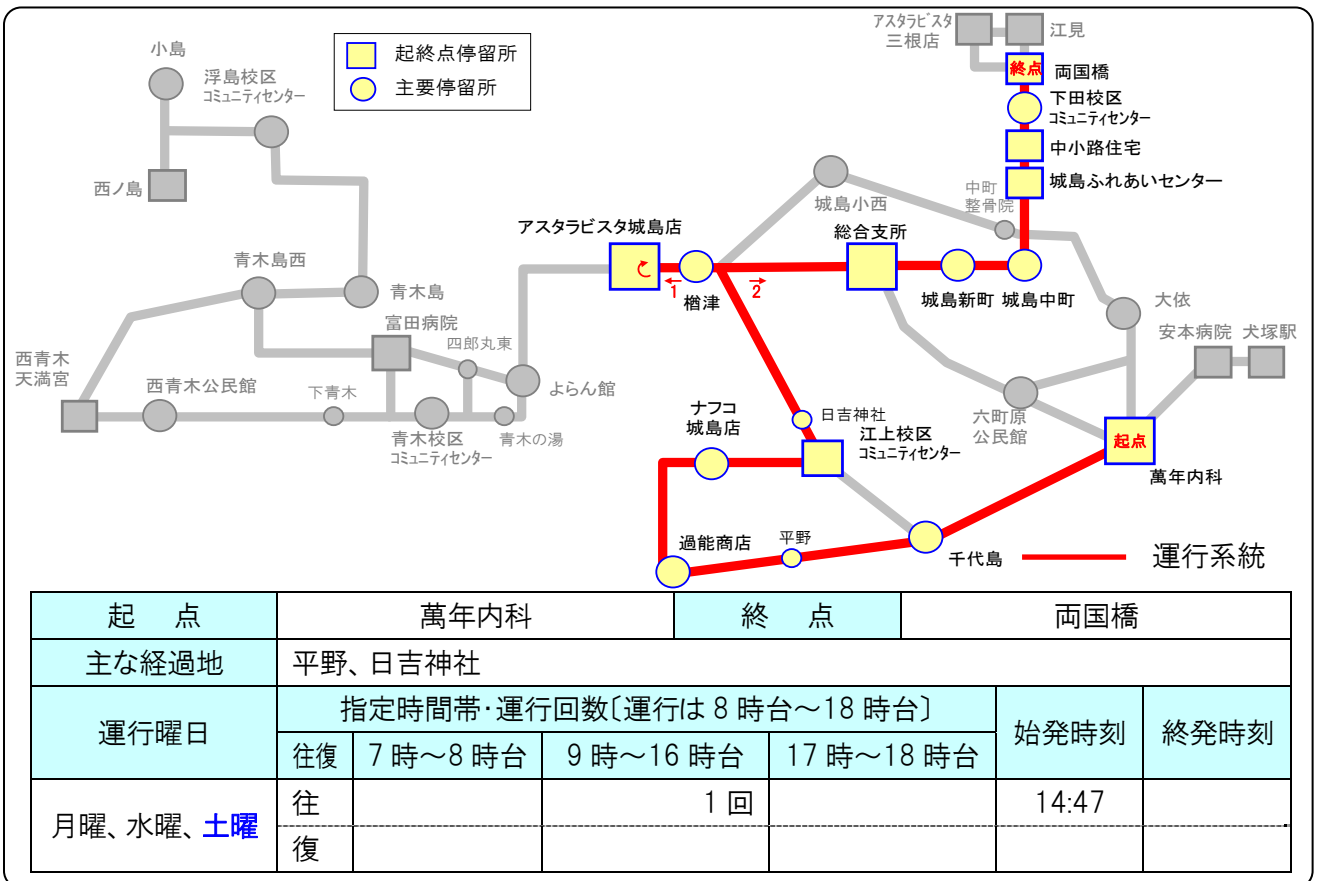 アスタラビスタ
三根店
江見
小島
起終点停留所
主要停留所
浮島校区
コミュニティセンター
終点
両国橋
下田校区
コミュニティセンター
中小路住宅
城島ふれあいセンター
西ノ島
中町
整骨院
城島小西
アスタラビスタ城島店
総合支所
青木島西
1
2
楢津
城島新町
城島中町
青木島
大依
富田病院
四郎丸東
安本病院
犬塚駅
西青木
天満宮
西青木公民館
下青木
よらん館
ナフコ
城島店
日吉神社
江上校区
コミュニティセンター
六町原
公民館
起点
青木校区
コミュニティセンター
青木の湯
萬年内科
過能商店
平野
千代島
運行系統
起 点
萬年内科
終 点
両国橋
主な経過地
平野、日吉神社
運行曜日
指定時間帯・運行回数〔運行は8時台～18時台〕
始発時刻
終発時刻
往復
7時～8時台
9時～16時台
17時～18時台
月曜、水曜、土曜
往
1回
14:47
復